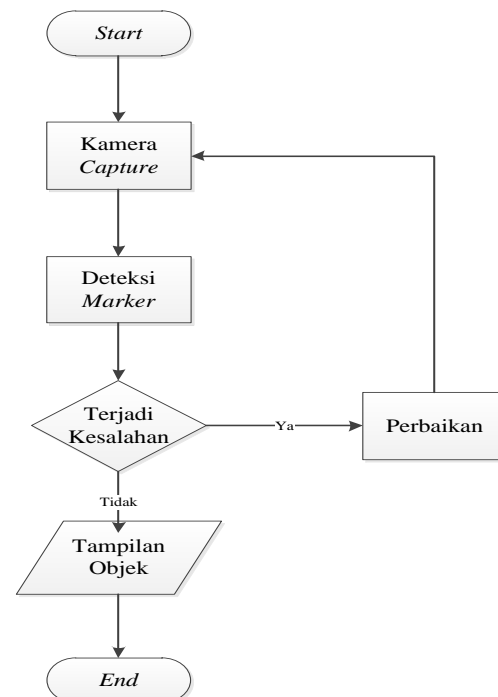 Start
Kamera
Capture
Deteksi
Marker
Terjadi
Kesalahan
Ya
Perbaikan
Tidak
Tampilan
Objek
End